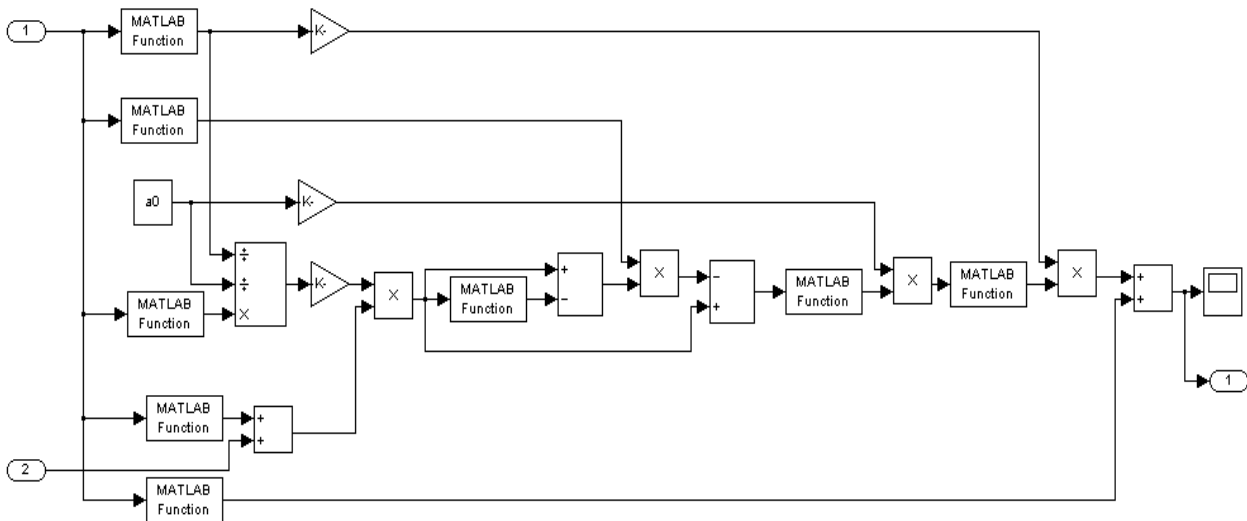 1
MATLAB
Function
K-
MATLAB
Function
a0
K-
÷
÷
×
K-
MATLAB
Function
×
MATLAB
Function
+
−
×
−
+
MATLAB
Function
×
MATLAB
Function
×
+
+
MATLAB
Function
+
+
1
2
MATLAB
Function